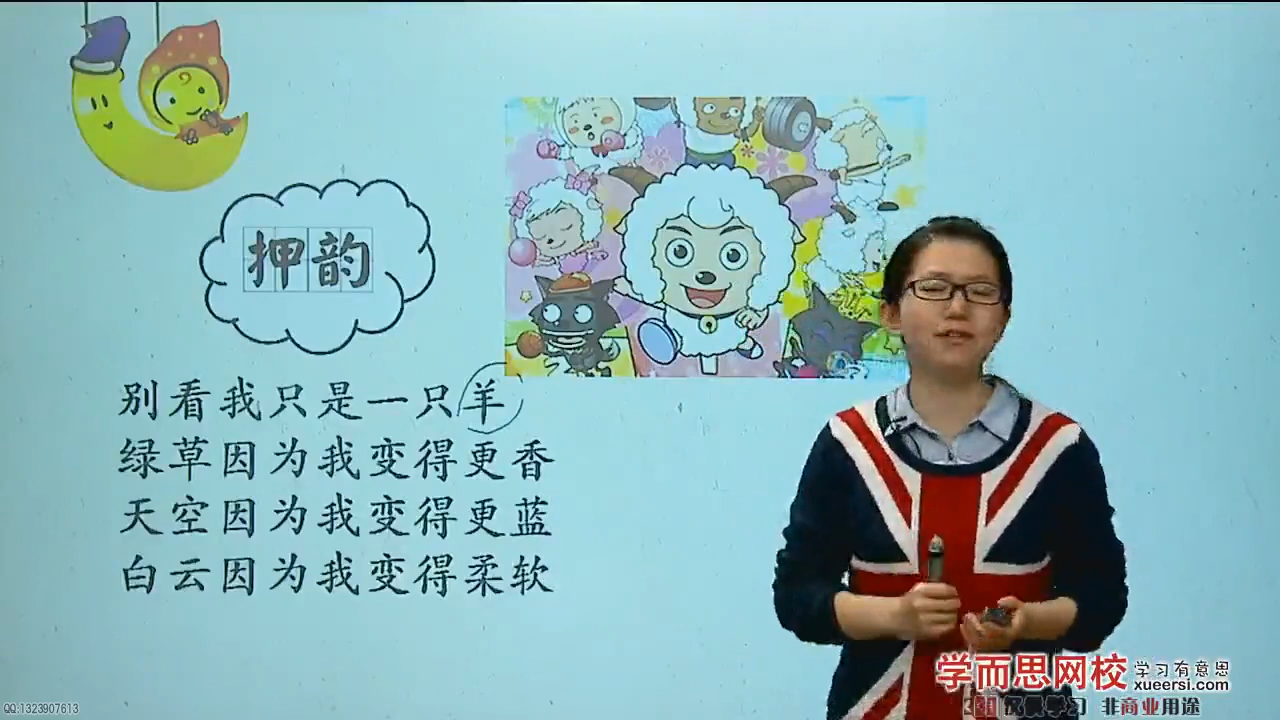 押韵
别看我只是一只羊
绿草因为我变得更香
天空因为我变得更蓝
白云因为我变得柔软
学而思网校 学习有意思
xueersi.com
学习 非商业用途
QQ:1323907613